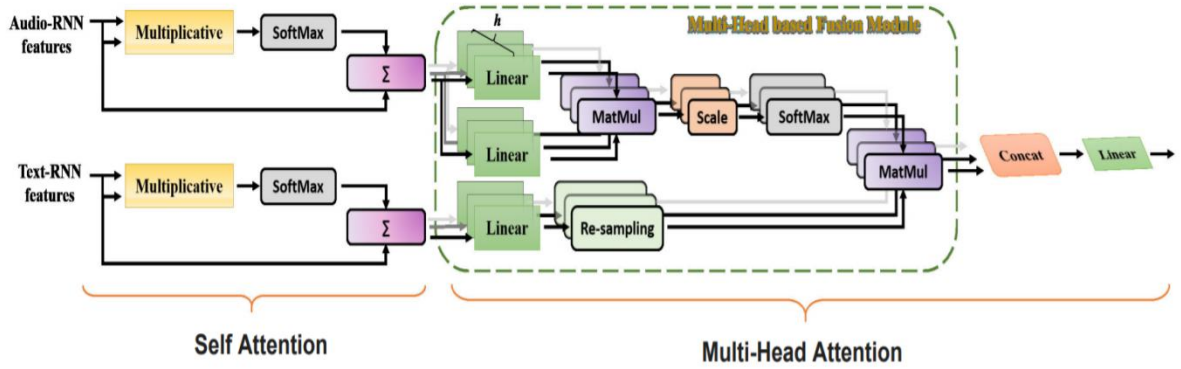 Multi-Head based Fusion Module
h
Audio-RNN
features
Multiplicative
SoftMax
Σ
Linear
Linear
MatMul
Scale
SoftMax
MatMul
Concat
Linear
Text-RNN
features
Multiplicative
SoftMax
Σ
Linear
Re-sampling
Self Attention
Multi-Head Attention